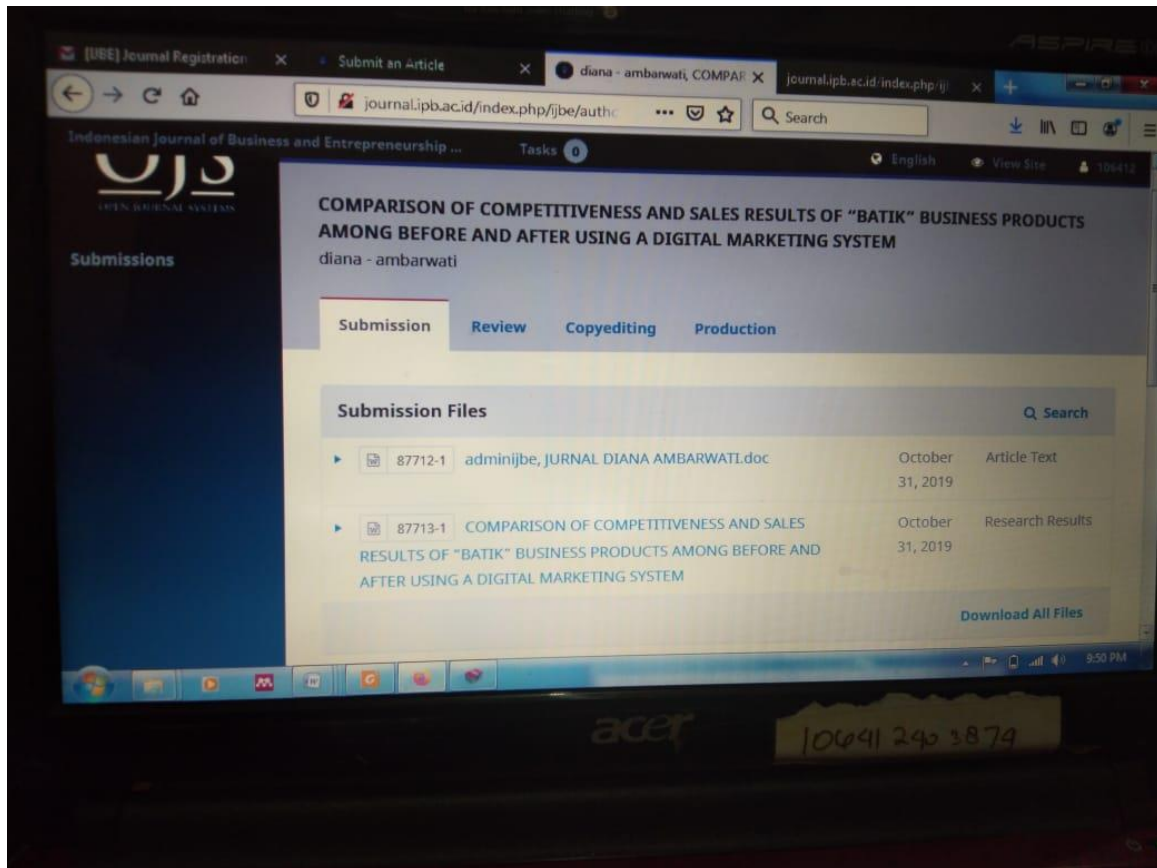 ASPIRE
[IJBE] Journal Registration
Submit an Article
diana - ambarwati, COMPAR
journal.ipb.ac.id/index.php/ij
journal.ipb.ac.id/index.php/ijbe/autho
Search
Indonesian Journal of Business and Entrepreneurship ...
Tasks 0
English
View Site
106412
OJS
OPEN JOURNAL SYSTEMS
Submissions
COMPARISON OF COMPETITIVENESS AND SALES RESULTS OF "BATIK" BUSINESS PRODUCTS
AMONG BEFORE AND AFTER USING A DIGITAL MARKETING SYSTEM
diana - ambarwati
Submission Review Copyediting Production
Submission Files
Search
87712-1 adminijbe, JURNAL DIANA AMBARWATI.doc October Article Text
31, 2019
87713-1 COMPARISON OF COMPETITIVENESS AND SALES October Research Results
RESULTS OF "BATIK" BUSINESS PRODUCTS AMONG BEFORE AND 31, 2019
AFTER USING A DIGITAL MARKETING SYSTEM
Download All Files
9:50 PM
acer
10641 240 3874